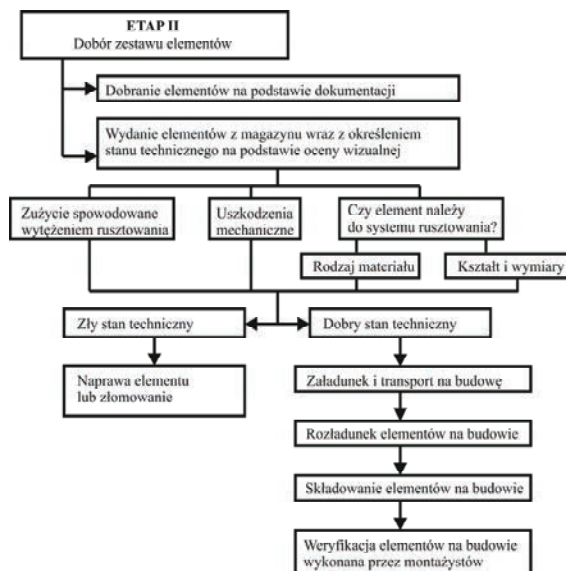 ETAP II
Dobór zestawu elementów
Dobranie elementów na podstawie dokumentacji
Wydanie elementów z magazynu wraz z określeniem
stanu technicznego na podstawie oceny wizualnej
Zużycie spowodowane
wytężeniem rusztowania
Uszkodzenia
mechaniczne
Czy element należy
do systemu rusztowania?
Rodzaj materiału
Kształt i wymiary
Zły stan techniczny
Dobry stan techniczny
Naprawa elementu
lub złomowanie
Załadunek i transport na budowę
Rozładunek elementów na budowie
Składowanie elementów na budowie
Weryfikacja elementów na budowie
wykonana przez montażystów